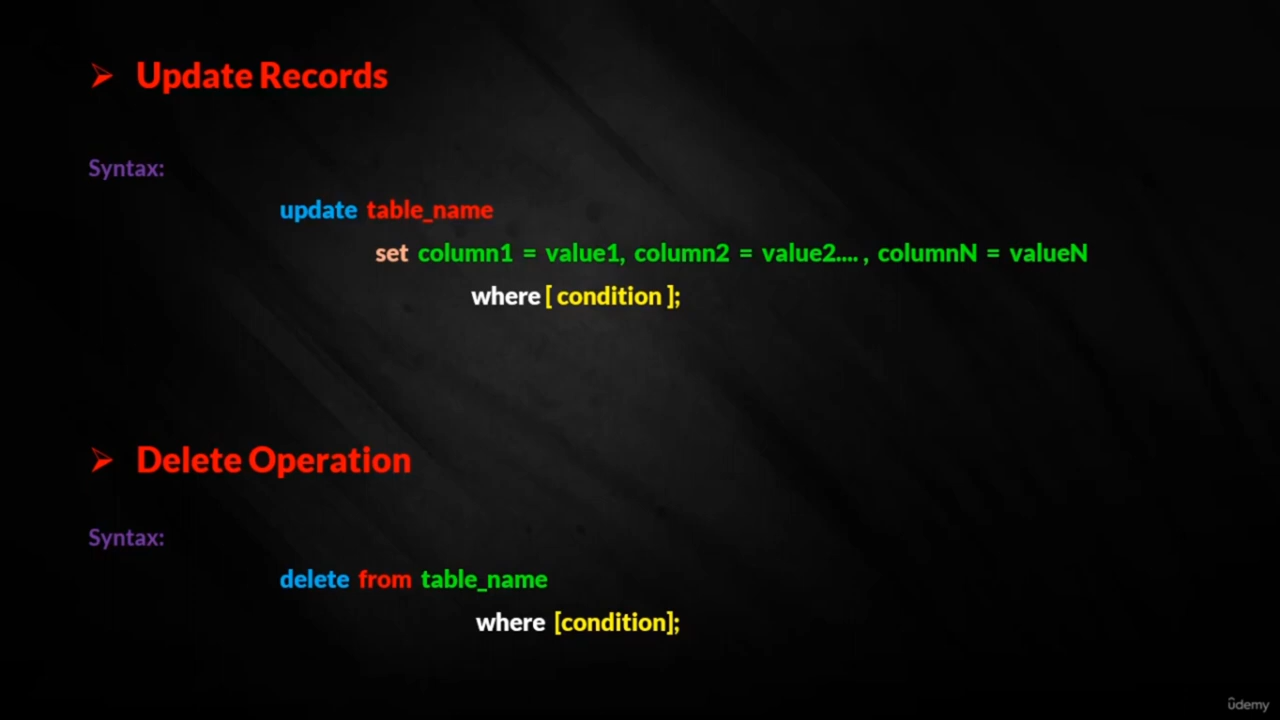 ➢ Update Records
Syntax:
update table_name
set column1 = value1, column2 = value2.... , columnN = valueN
where [ condition ];
➢ Delete Operation
Syntax:
delete from table_name
where [condition];
ûdemy